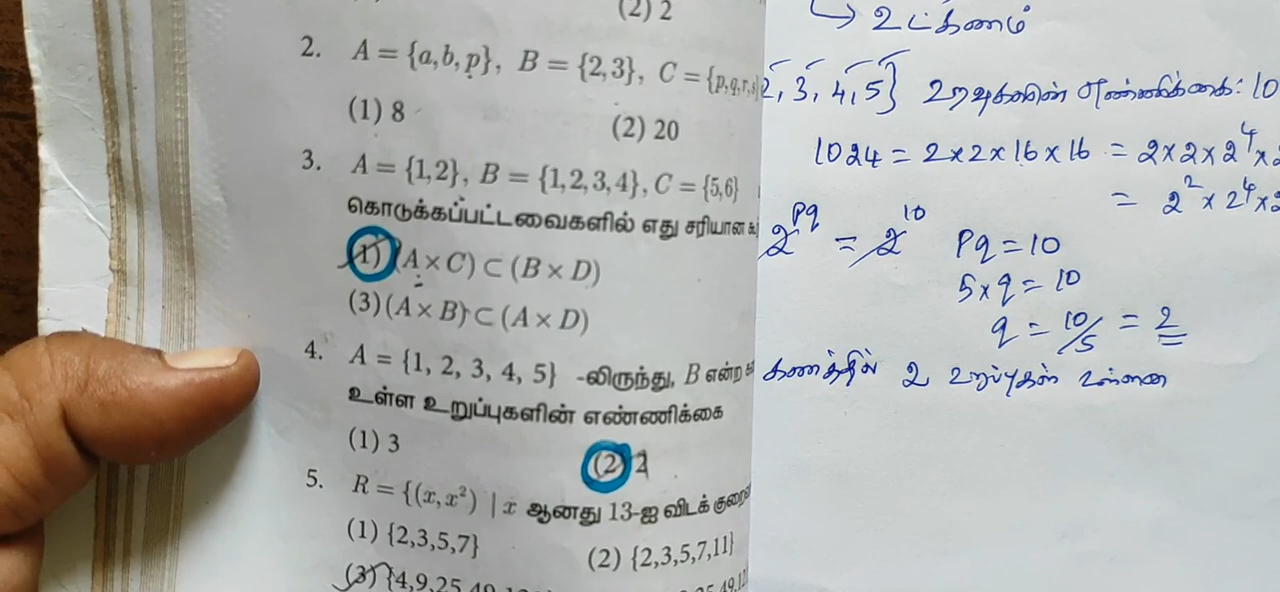 (2) 2
2. A = {a,b,p}, B = {2,3}, C = {p,q,r,s
(1) 8
(2) 20
3. A = {1,2}, B = {1,2,3,4}, C = {5,6}
கொடுக்கப்பட்டவைகளில் எது சரியான
1) (A × C) ⊂ (B × D)
(3) (A × B) ⊂ (A × D)
4. A = {1, 2, 3, 4, 5} -லிருந்து, B என்ற
உள்ள உறுப்புகளின் எண்ணிக்கை
(1) 3
(2) 2
5. R = {(x, x²) | x ஆனது 13-ஐ விடக்
(1) {2,3,5,7}
(2) {2,3,5,7,11}
(3) {4,9,25,49,
↳ உட்கணம்
2, 3, 4, 5} உறவுகளின் எண்ணிக்கை: 10
1024 = 2×2×16×16 = 2×2×2⁴×
= 2²×2⁴×
2^pq = 2^10 pq = 10
5×q = 10
q = 10/5 = 2
கணத்தில் 2 உறுப்புகள் உள்ளன